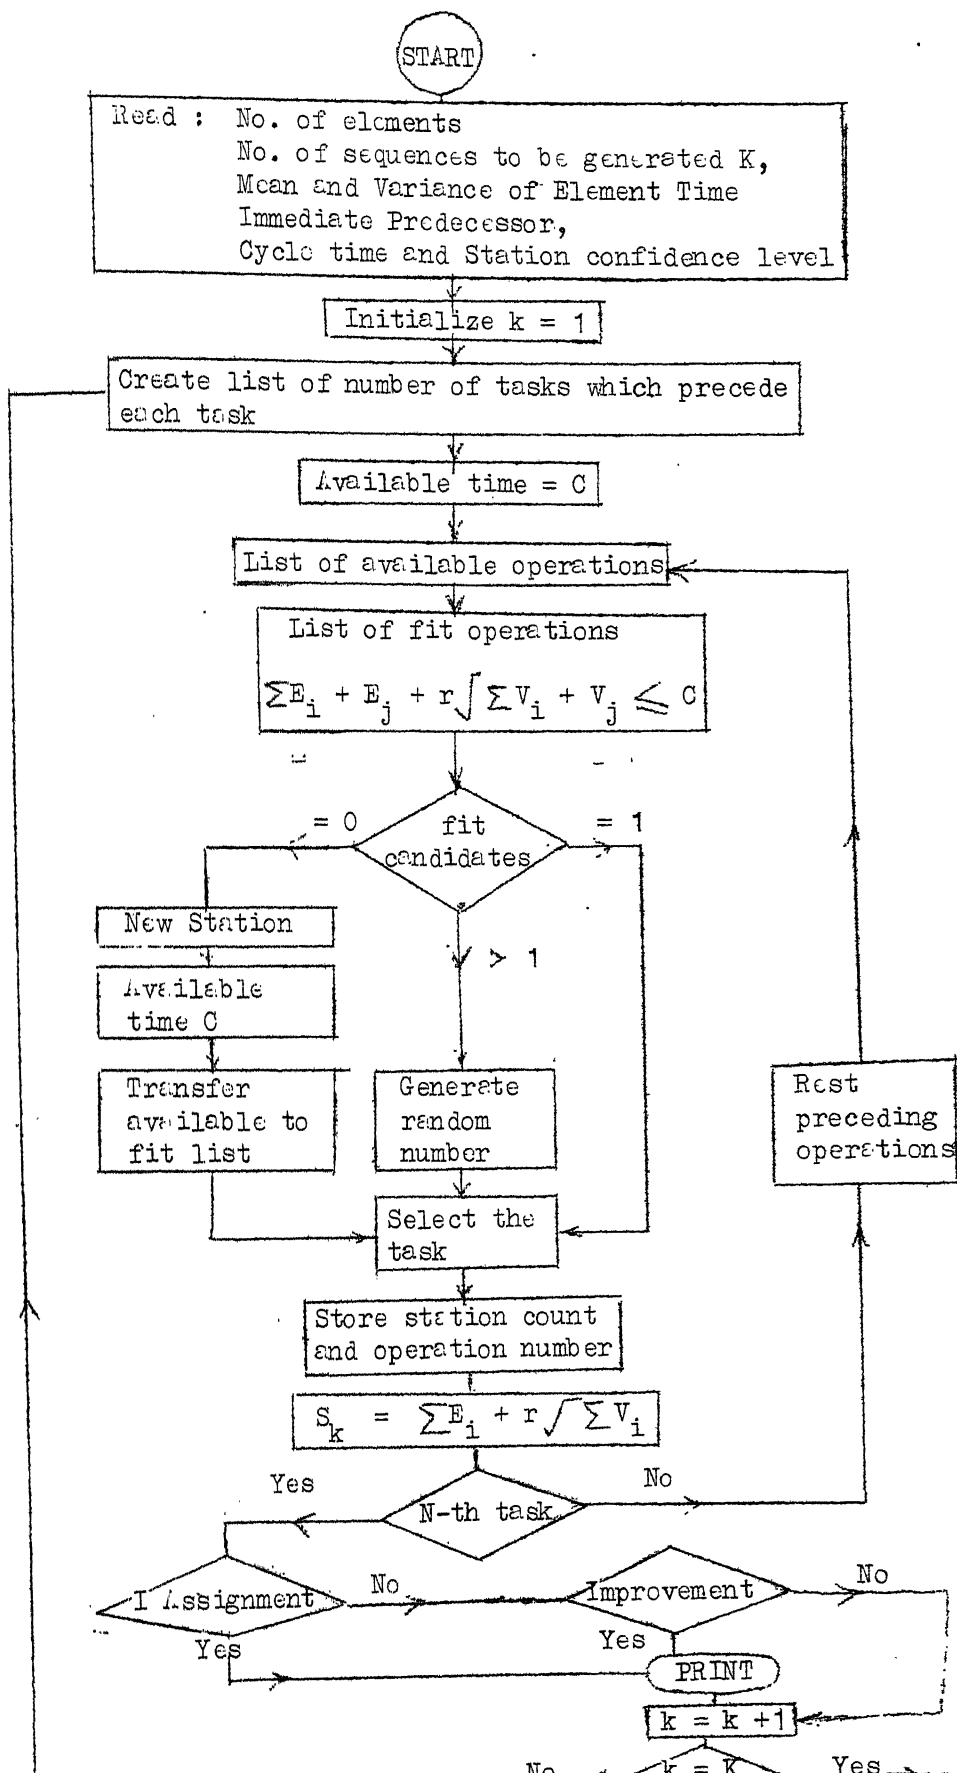 START
Read : No. of elements
No. of sequences to be generated K,
Mean and Variance of Element Time
Immediate Predecessor,
Cycle time and Station confidence level
Initialize k = 1
Create list of number of tasks which precede
each task
Available time = C
List of available operations
List of fit operations
∑E_i + E_j + r√∑V_i + V_j ≤ C
= 0
fit
candidates
= 1
New Station
> 1
Available
time C
Transfer
available to
fit list
Generate
random
number
Rest
preceding
operations
Select the
task
Store station count
and operation number
S_k = ∑E_i + r√∑V_i
Yes
N-th task
No
I Assignment
No
Improvement
No
Yes
Yes
PRINT
k = k +1
No
k = K
Yes